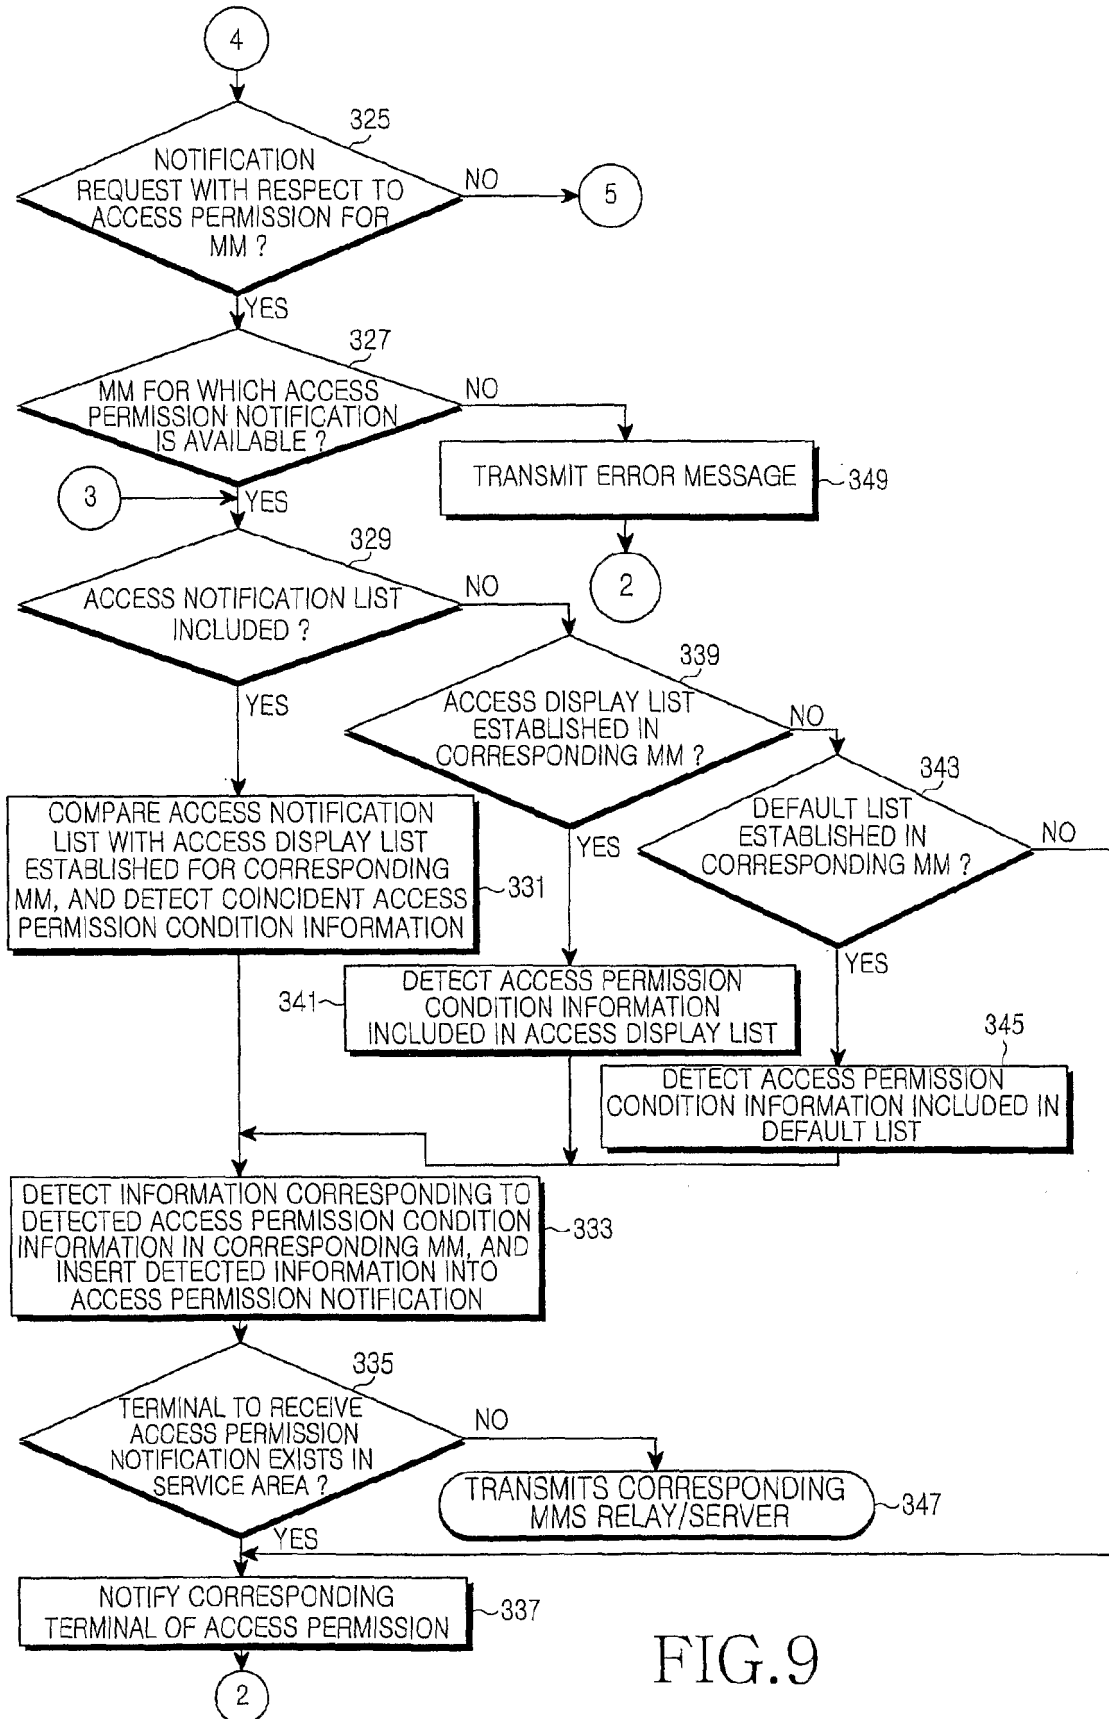 4
325
NOTIFICATION
REQUEST WITH RESPECT TO
ACCESS PERMISSION FOR
MM ?
NO
5
YES
327
MM FOR WHICH ACCESS
PERMISSION NOTIFICATION
IS AVAILABLE ?
NO
TRANSMIT ERROR MESSAGE
349
2
3
YES
329
ACCESS NOTIFICATION LIST
INCLUDED ?
NO
YES
339
ACCESS DISPLAY LIST
ESTABLISHED IN
CORRESPONDING MM ?
NO
YES
343
DEFAULT LIST
ESTABLISHED IN
CORRESPONDING MM ?
NO
YES
COMPARE ACCESS NOTIFICATION
LIST WITH ACCESS DISPLAY LIST
ESTABLISHED FOR CORRESPONDING
MM, AND DETECT COINCIDENT ACCESS
PERMISSION CONDITION INFORMATION
331
341
DETECT ACCESS PERMISSION
CONDITION INFORMATION
INCLUDED IN ACCESS DISPLAY LIST
345
DETECT ACCESS PERMISSION
CONDITION INFORMATION INCLUDED IN
DEFAULT LIST
DETECT INFORMATION CORRESPONDING TO
DETECTED ACCESS PERMISSION CONDITION
INFORMATION IN CORRESPONDING MM, AND
INSERT DETECTED INFORMATION INTO
ACCESS PERMISSION NOTIFICATION
333
335
TERMINAL TO RECEIVE
ACCESS PERMISSION
NOTIFICATION EXISTS IN
SERVICE AREA ?
NO
TRANSMITS CORRESPONDING
MMS RELAY/SERVER
347
YES
NOTIFY CORRESPONDING
TERMINAL OF ACCESS PERMISSION
337
2
FIG.9